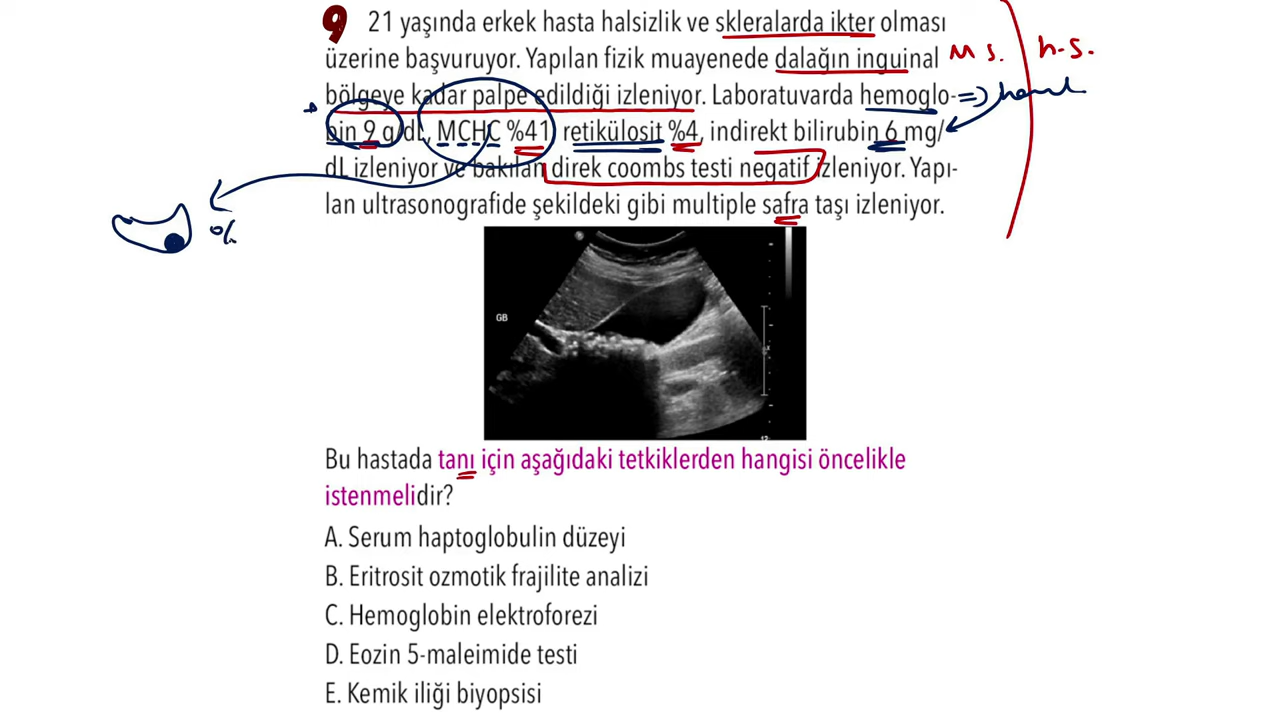 9 21 yaşında erkek hasta halsizlik ve skleralarda ikter olması
üzerine başvuruyor. Yapılan fizik muayenede dalağın inguinal
bölgeye kadar palpe edildiği izleniyor. Laboratuvarda hemoglo-
bin 9 g/dL, MCHC %41, retikülosit %4, indirekt bilirubin 6 mg/
dL izleniyor ve bakılan direk coombs testi negatif izleniyor. Yapı-
lan ultrasonografide şekildeki gibi multiple safra taşı izleniyor.
M S.
h.S.
%
GB
12
Bu hastada tanı için aşağıdaki tetkiklerden hangisi öncelikle
istenmelidir?
A. Serum haptoglobulin düzeyi
B. Eritrosit ozmotik frajilite analizi
C. Hemoglobin elektroforezi
D. Eozin 5-maleimide testi
E. Kemik iliği biyopsisi